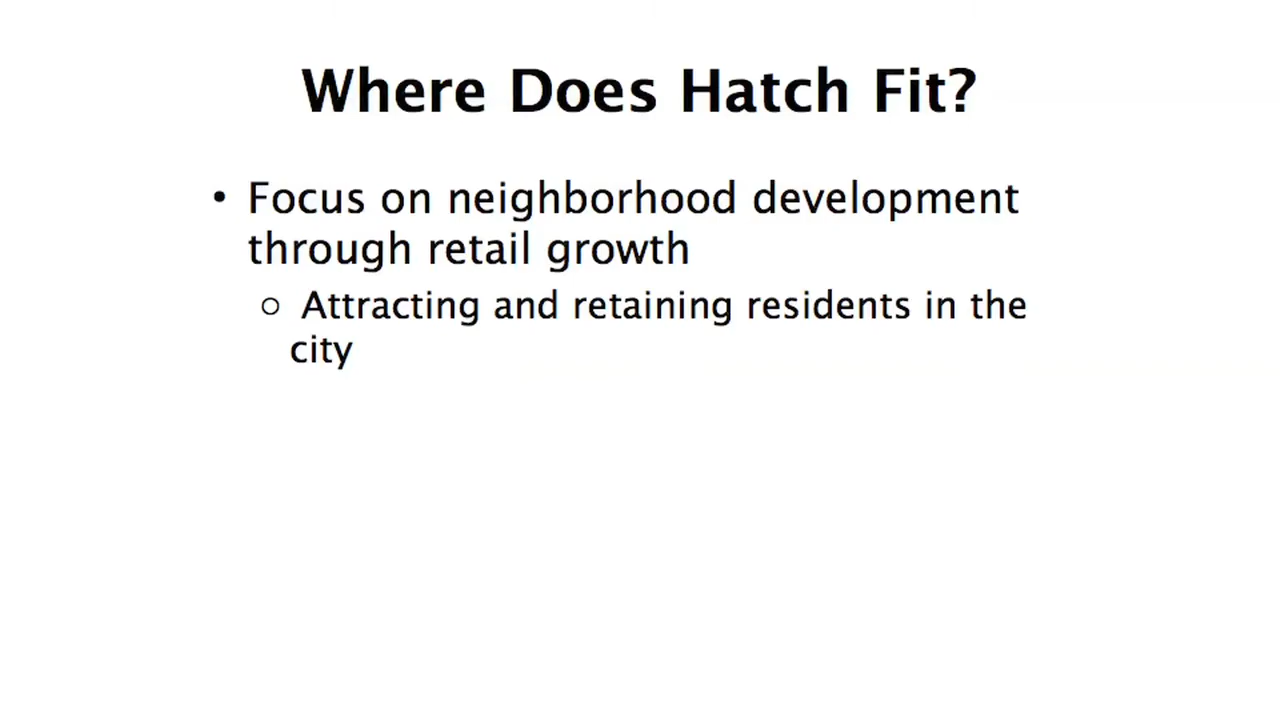 Where Does Hatch Fit?
• Focus on neighborhood development
through retail growth
○ Attracting and retaining residents in the
city